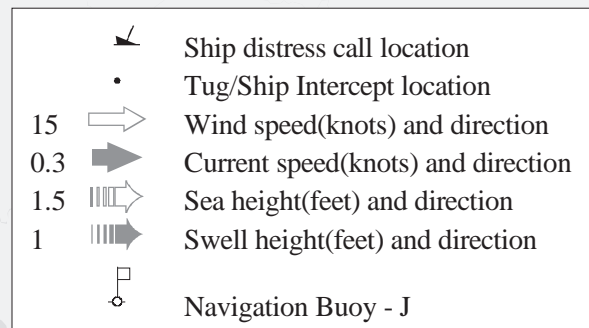 Ship distress call location
Tug/Ship Intercept location
15 Wind speed(knots) and direction
0.3 Current speed(knots) and direction
1.5 Sea height(feet) and direction
1 Swell height(feet) and direction
Navigation Buoy - J